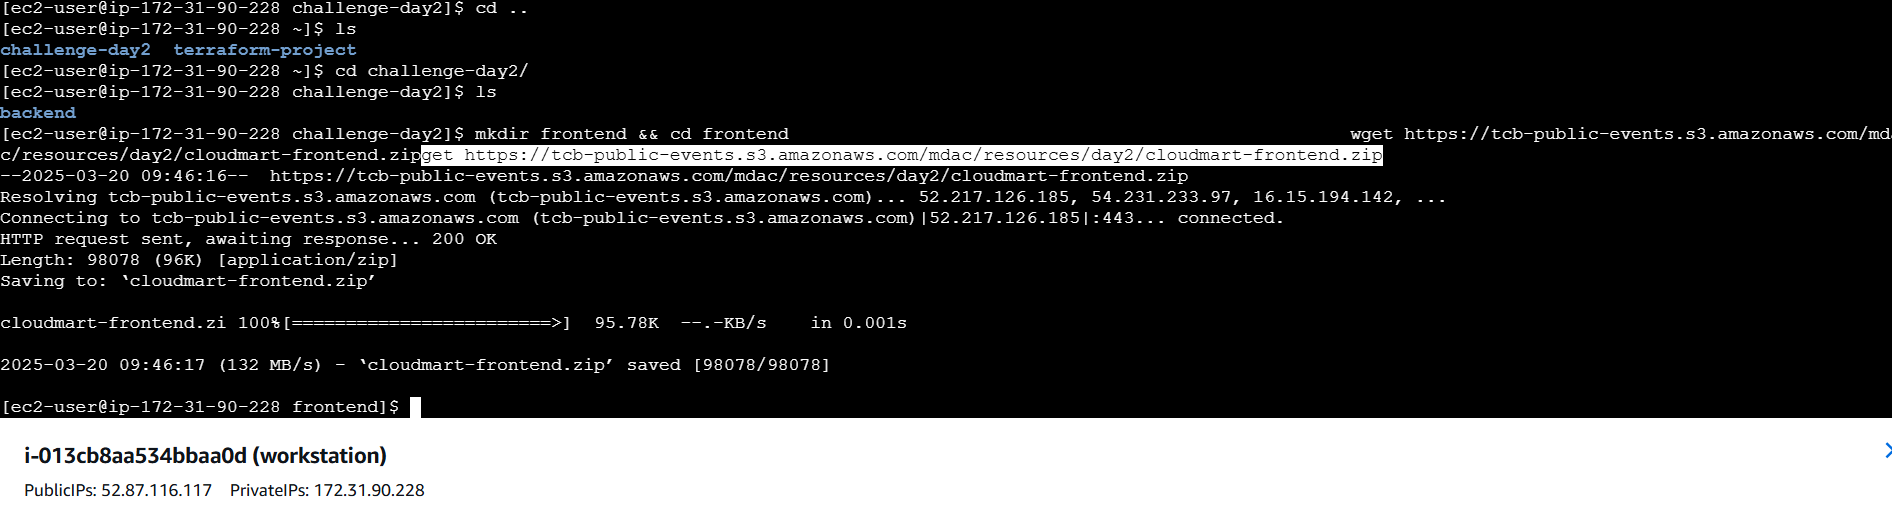 [ec2-user@ip-172-31-90-228 challenge-day2]$ cd ..
[ec2-user@ip-172-31-90-228 ~]$ ls
challenge-day2  terraform-project
[ec2-user@ip-172-31-90-228 ~]$ cd challenge-day2/
[ec2-user@ip-172-31-90-228 challenge-day2]$ ls
backend
[ec2-user@ip-172-31-90-228 challenge-day2]$ mkdir frontend && cd frontend                                                    wget https://tcb-public-events.s3.amazonaws.com/md
c/resources/day2/cloudmart-frontend.zipget https://tcb-public-events.s3.amazonaws.com/mdac/resources/day2/cloudmart-frontend.zip
--2025-03-20 09:46:16--  https://tcb-public-events.s3.amazonaws.com/mdac/resources/day2/cloudmart-frontend.zip
Resolving tcb-public-events.s3.amazonaws.com (tcb-public-events.s3.amazonaws.com)... 52.217.126.185, 54.231.233.97, 16.15.194.142, ...
Connecting to tcb-public-events.s3.amazonaws.com (tcb-public-events.s3.amazonaws.com)|52.217.126.185|:443... connected.
HTTP request sent, awaiting response... 200 OK
Length: 98078 (96K) [application/zip]
Saving to: ‘cloudmart-frontend.zip’
cloudmart-frontend.zi 100%[========================>]  95.78K  --.-KB/s    in 0.001s
2025-03-20 09:46:17 (132 MB/s) - ‘cloudmart-frontend.zip’ saved [98078/98078]
[ec2-user@ip-172-31-90-228 frontend]$
i-013cb8aa534bbaa0d (workstation)
PublicIPs: 52.87.116.117    PrivateIPs: 172.31.90.228